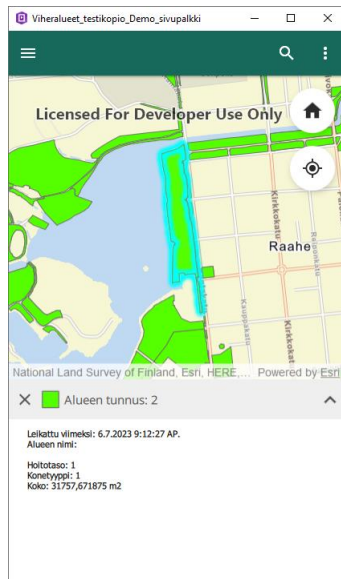 Viheralueet_testikopio_Demo_sivupalkki
Licensed For Developer Use Only
Kirkkokatu
Reiponkatu
Raahe
Kauppakatu
Kirkkokat
National Land Survey of Finland, Esri, HERE,... Powered by Esri
Alueen tunnus: 2
Leikattu viimeksi: 6.7.2023 9:12:27 AP.
Alueen nimi:
Hoitotaso: 1
Konetyyppi: 1
Koko: 31757,671875 m2